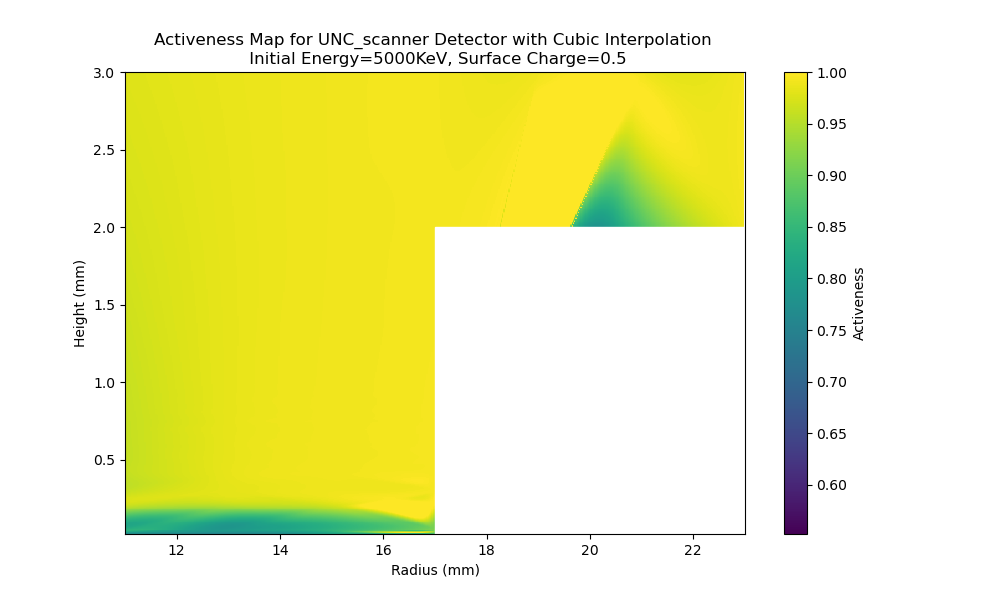 Activeness Map for UNC_scanner Detector with Cubic Interpolation
Initial Energy=5000KeV, Surface Charge=0.5
3.0
2.5
2.0
1.5
1.0
0.5
Height (mm)
12 14 16 18 20 22
Radius (mm)
1.00
0.95
0.90
0.85
0.80
0.75
0.70
0.65
0.60
Activeness